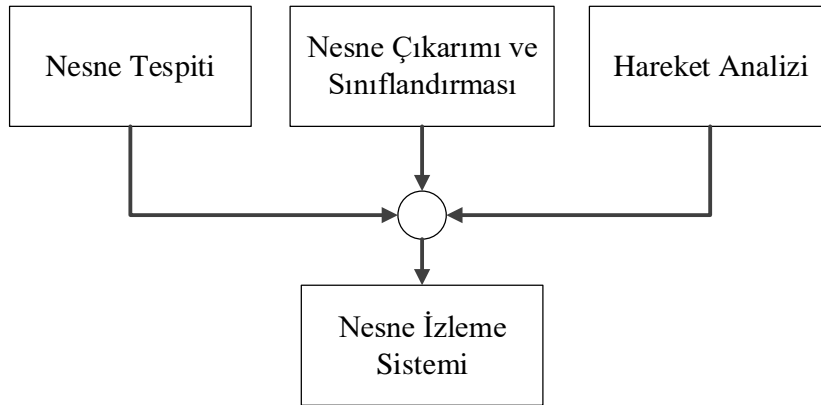 Nesne Tespiti
Nesne Çıkarımı ve
Sınıflandırması
Hareket Analizi
Nesne İzleme
Sistemi